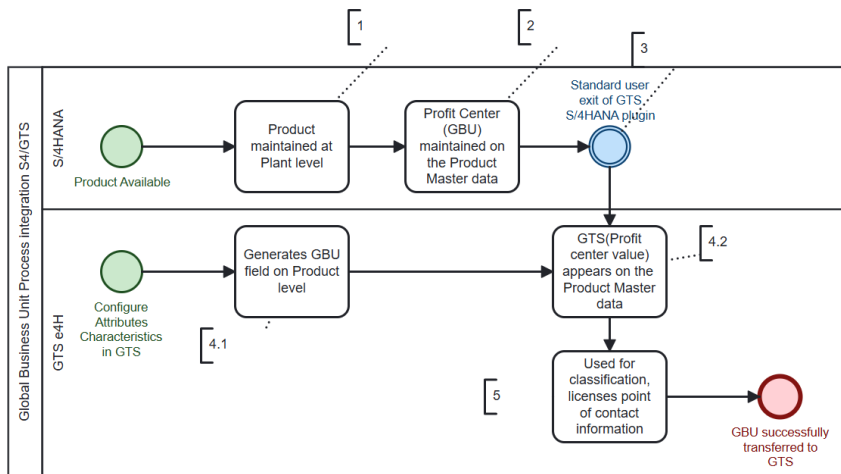 1
2
3
Global Business Unit Process integration S4/GTS
S/4HANA
Product Available
Product
maintained at
Plant level
Profit Center
(GBU)
maintained on
the Product
Master data
Standard user
exit of GTS
S/4HANA plugin
GTS e4H
Configure
Attributes
Characteristics
in GTS
Generates GBU
field on Product
level
4.1
GTS(Profit
center value)
appears on the
Product Master
data
4.2
5
Used for
classification,
licenses point
of contact
information
GBU successfully
transferred to
GTS